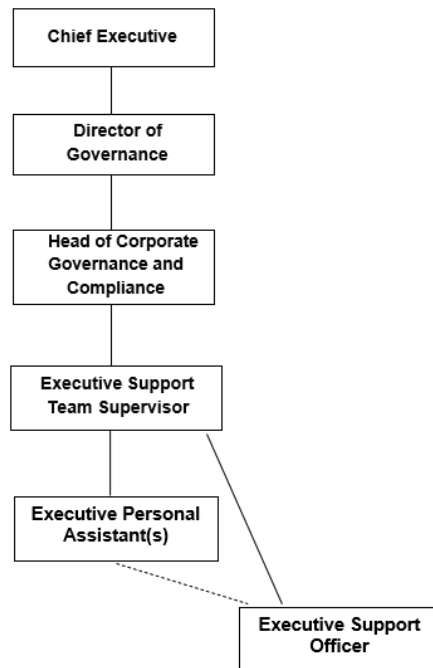 Chief Executive
Director of
Governance
Head of Corporate
Governance and
Compliance
Executive Support
Team Supervisor
Executive Personal
Assistant(s)
Executive Support
Officer